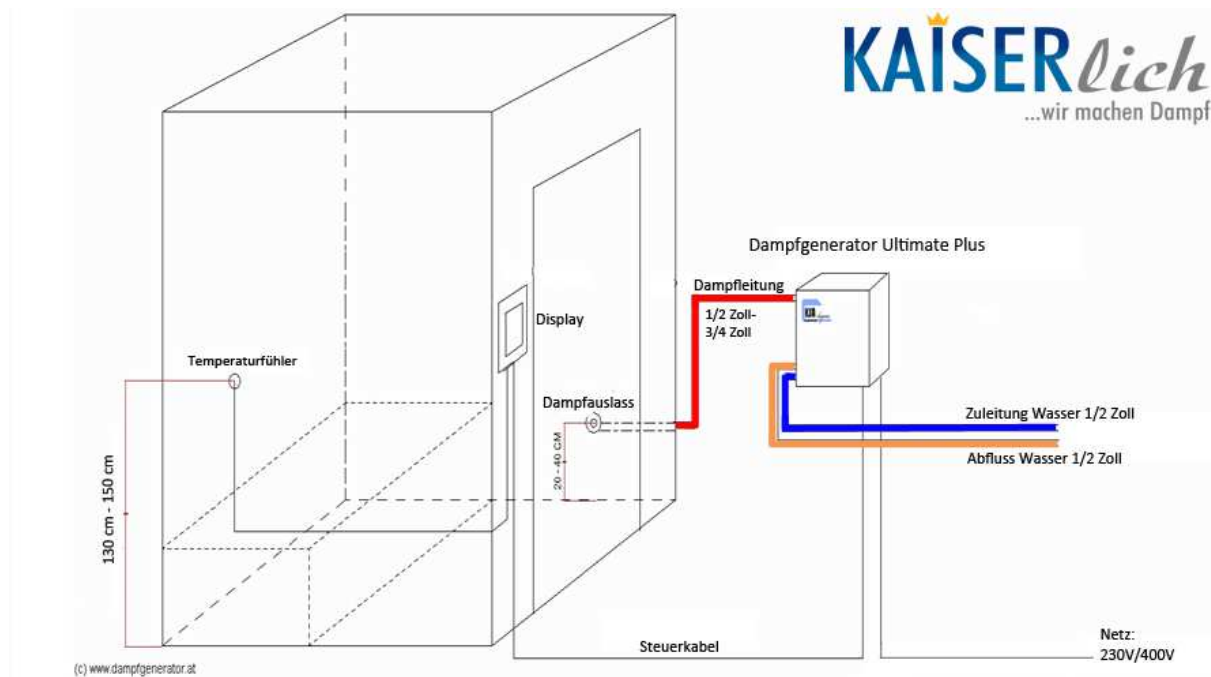 KAISERlich
...wir machen Dampf
Dampfgenerator Ultimate Plus
Dampfleitung
1/2 Zoll-
3/4 Zoll
Display
Temperaturfühler
Dampfauslass
20 - 40 CM
Zuleitung Wasser 1/2 Zoll
Abfluss Wasser 1/2 Zoll
130 cm - 150 cm
Steuerkabel
Netz:
230V/400V
(c) www.dampfgenerator.at